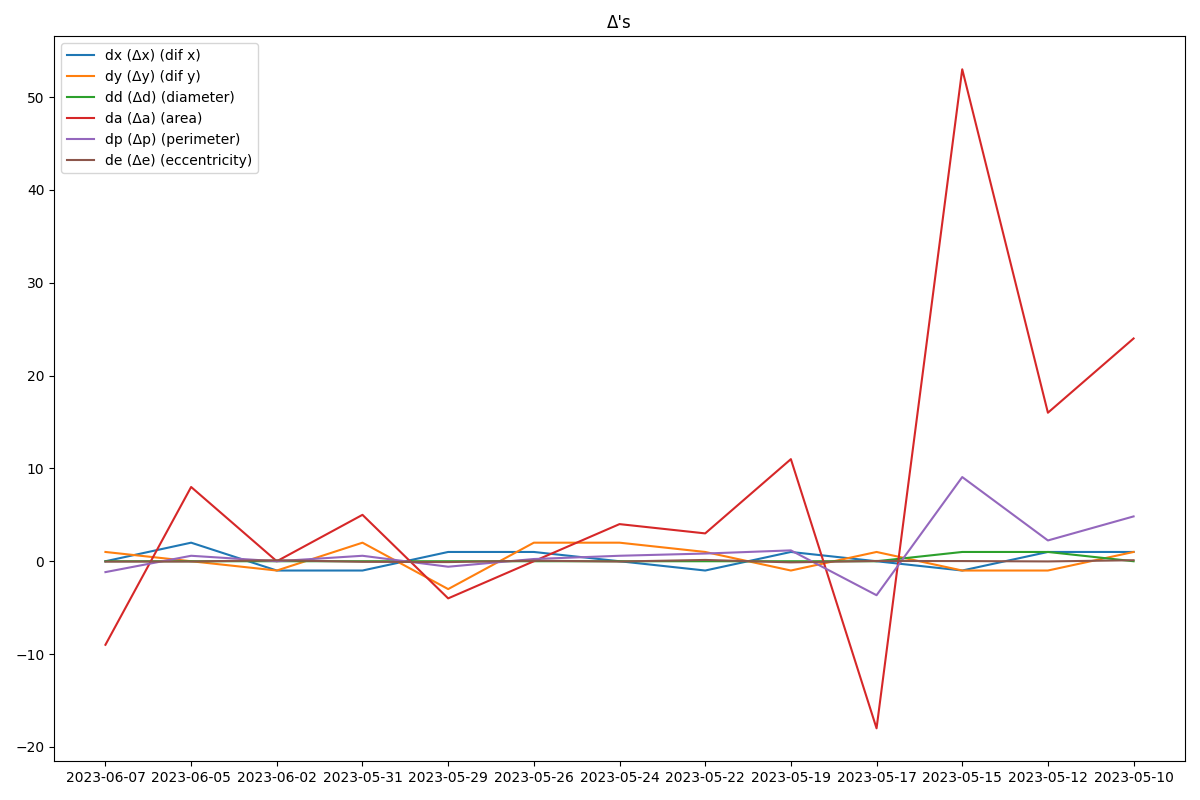 Δ's
dx (Δx) (dif x)
dy (Δy) (dif y)
dd (Δd) (diameter)
da (Δa) (area)
dp (Δp) (perimeter)
de (Δe) (eccentricity)
50
40
30
20
10
0
−10
−20
2023-06-07 2023-06-05 2023-06-02 2023-05-31 2023-05-29 2023-05-26 2023-05-24 2023-05-22 2023-05-19 2023-05-17 2023-05-15 2023-05-12 2023-05-10